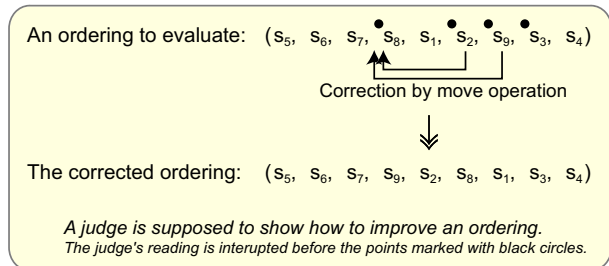 An ordering to evaluate: (s5, s6, s7, s8, s1, s2, s9, s3, s4)
Correction by move operation
The corrected ordering: (s5, s6, s7, s9, s2, s8, s1, s3, s4)
A judge is supposed to show how to improve an ordering.
The judge's reading is interupted before the points marked with black circles.